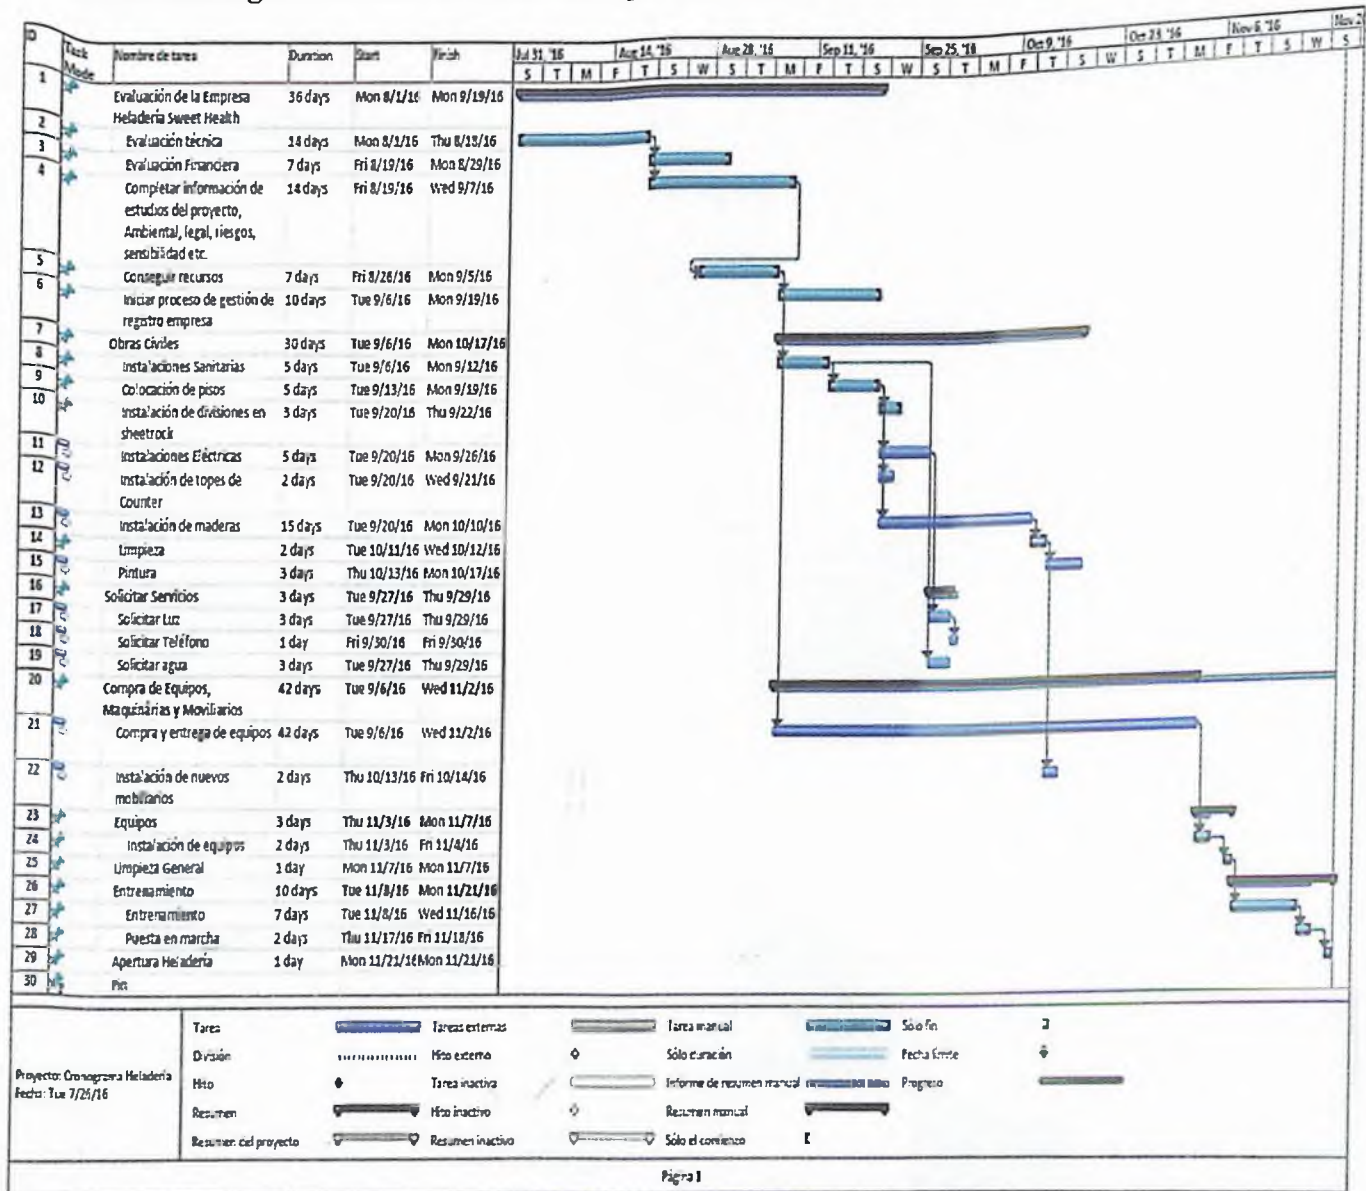 ID Task Mode Nombre de tarea Duration Start Finish Jul 31, '16 Aug 14, '16 Aug 28, '16 Sep 11, '16 Sep 25, '16 Oct 9, '16 Oct 23, '16 Nov 6, '16
S T M F T S W S T M F T S W S T M F T S W S T M F T S W S
1 Evaluación de la Empresa 36 days Mon 8/1/16 Mon 9/19/16
Heladería Sweet Health
2 Evaluación técnica 14 days Mon 8/1/16 Thu 8/18/16
3 Evaluación Financiera 7 days Fri 8/19/16 Mon 8/29/16
4 Completar información de 14 days Fri 8/19/16 Wed 9/7/16
estudios del proyecto,
Ambiental, legal, riesgos,
sensibilidad etc.
5 Conseguir recursos 7 days Fri 8/26/16 Mon 9/5/16
6 Iniciar proceso de gestión de 10 days Tue 9/6/16 Mon 9/19/16
registro empresa
7 Obras Civiles 30 days Tue 9/6/16 Mon 10/17/16
8 Instalaciones Sanitarias 5 days Tue 9/6/16 Mon 9/12/16
9 Colocación de pisos 5 days Tue 9/13/16 Mon 9/19/16
10 Instalación de divisiones en 3 days Tue 9/20/16 Thu 9/22/16
sheetrock
11 Instalaciones Eléctricas 5 days Tue 9/20/16 Mon 9/26/16
12 Instalación de topes de 2 days Tue 9/20/16 Wed 9/21/16
Counter
13 Instalación de maderas 15 days Tue 9/20/16 Mon 10/10/16
14 Limpieza 2 days Tue 10/11/16 Wed 10/12/16
15 Pintura 3 days Thu 10/13/16 Mon 10/17/16
16 Solicitar Servicios 3 days Tue 9/27/16 Thu 9/29/16
17 Solicitar Luz 3 days Tue 9/27/16 Thu 9/29/16
18 Solicitar Teléfono 1 day Fri 9/30/16 Fri 9/30/16
19 Solicitar agua 3 days Tue 9/27/16 Thu 9/29/16
20 Compra de Equipos, 42 days Tue 9/6/16 Wed 11/2/16
Maquinarias y Moviliarios
21 Compra y entrega de equipos 42 days Tue 9/6/16 Wed 11/2/16
22 Instalación de nuevos 2 days Thu 10/13/16 Fri 10/14/16
mobiliarios
23 Equipos 3 days Thu 11/3/16 Mon 11/7/16
24 Instalación de equipos 2 days Thu 11/3/16 Fri 11/4/16
25 Limpieza General 1 day Mon 11/7/16 Mon 11/7/16
26 Entrenamiento 10 days Tue 11/8/16 Mon 11/21/16
27 Entrenamiento 7 days Tue 11/8/16 Wed 11/16/16
28 Puesta en marcha 2 days Thu 11/17/16 Fri 11/18/16
29 Apertura Heladería 1 day Mon 11/21/16 Mon 11/21/16
30 Fin
Proyecto: Cronograma Heladería
Fecha: Tue 7/26/16
Tarea Tareas externas Tarea manual Sólo fin
División Hito externo Sólo duración Fecha límite
Hito Tarea inactiva Informe de resumen manual Progreso
Resumen Hito inactivo Resumen manual
Resumen del proyecto Resumen inactivo Sólo el comienzo
Página 1